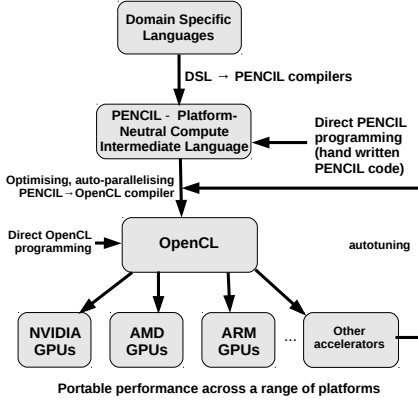 Domain Specific
Languages
DSL → PENCIL compilers
PENCIL - Platform-
Neutral Compute
Intermediate Language
Direct PENCIL
programming
(hand written
PENCIL code)
Optimising, auto-parallelising
PENCIL→OpenCL compiler
Direct OpenCL
programming
OpenCL
autotuning
NVIDIA
GPUs
AMD
GPUs
ARM
GPUs
...
Other
accelerators
Portable performance across a range of platforms